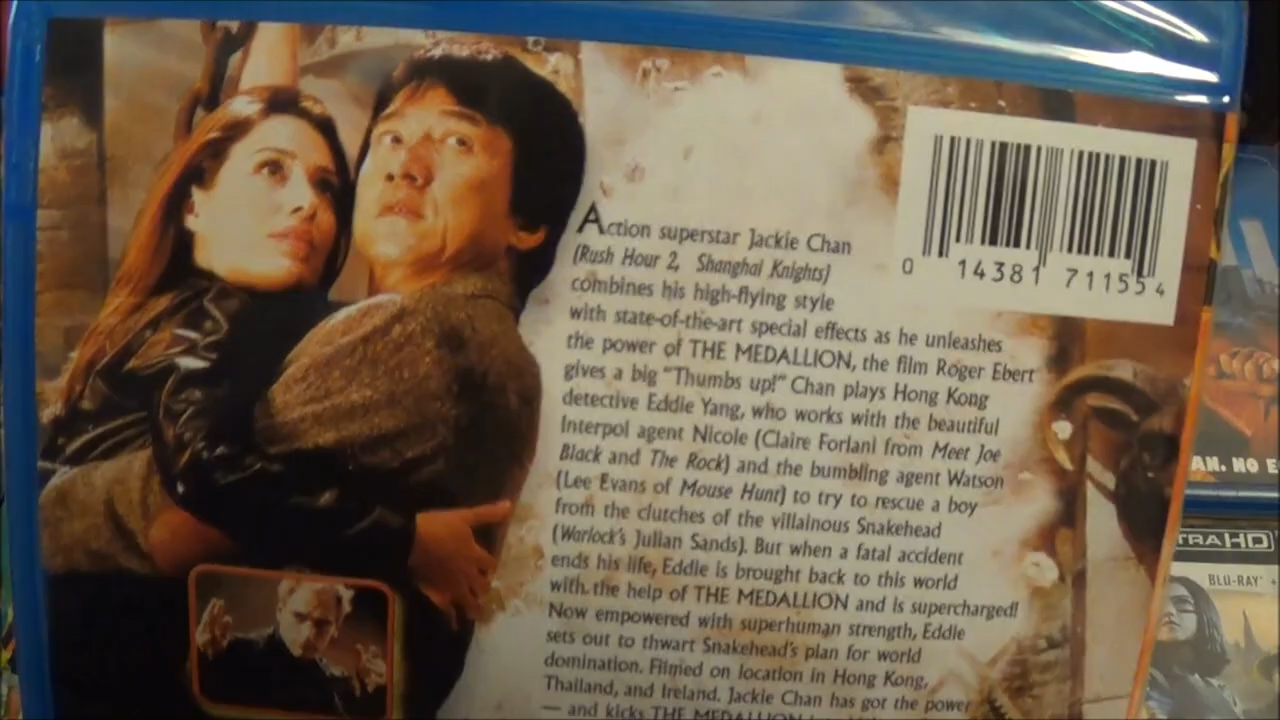 Action superstar Jackie Chan
(Rush Hour 2, Shanghai Knights)
combines his high-flying style
with state-of-the-art special effects as he unleashes
the power of THE MEDALLION, the film Roger Ebert
gives a big "Thumbs up!" Chan plays Hong Kong
detective Eddie Yang, who works with the beautiful
Interpol agent Nicole (Claire Forlani from Meet Joe
Black and The Rock) and the bumbling agent Watson
(Lee Evans of Mouse Hunt) to try to rescue a boy
from the clutches of the villainous Snakehead
(Warlock's Julian Sands). But when a fatal accident
ends his life, Eddie is brought back to this world
with the help of THE MEDALLION and is supercharged!
Now empowered with superhuman strength, Eddie
sets out to thwart Snakehead's plan for world
domination. Filmed on location in Hong Kong,
Thailand, and Ireland. Jackie Chan has got the power
— and kicks THE MEDALLION
0 14381 71155 4
AN. NO E
TRA HD
BLU-RAY +